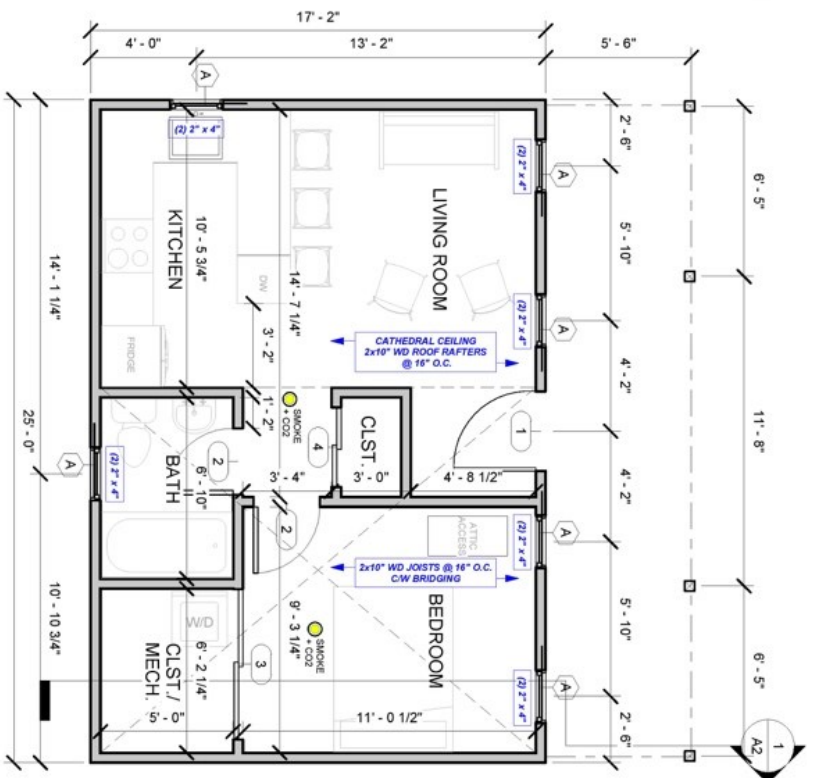 17' - 2"
4' - 0"
13' - 2"
5' - 6"
A
(2) 2" x 4"
2' - 6"
(2) 2" x 4"
A
6' - 5"
KITCHEN
10' - 5 3/4"
LIVING ROOM
5' - 10"
14' - 1 1/4"
DW
14' - 7 1/4"
(2) 2" x 4"
A
FRIDGE
3' - 2"
CATHEDRAL CEILING
2x10" WD ROOF RAFTERS
@ 16" O.C.
4' - 2"
25' - 0"
1' - 2"
SMOKE
+ CO2
CLST.
1
11' - 8"
A
(2) 2" x 4"
BATH
6' - 10"
2
4
3' - 4"
3' - 0"
4' - 8 1/2"
4' - 2"
2
ATTIC
ACCESS
(2) 2" x 4"
A
2x10" WD JOISTS @ 16" O.C.
C/W BRIDGING
10' - 10 3/4"
W/D
9' - 3 1/4"
SMOKE
+ CO2
BEDROOM
5' - 10"
CLST./
MECH.
6' - 2 1/4"
3
(2) 2" x 4"
A
6' - 5"
5' - 0"
11' - 0 1/2"
2' - 6"
1
A2